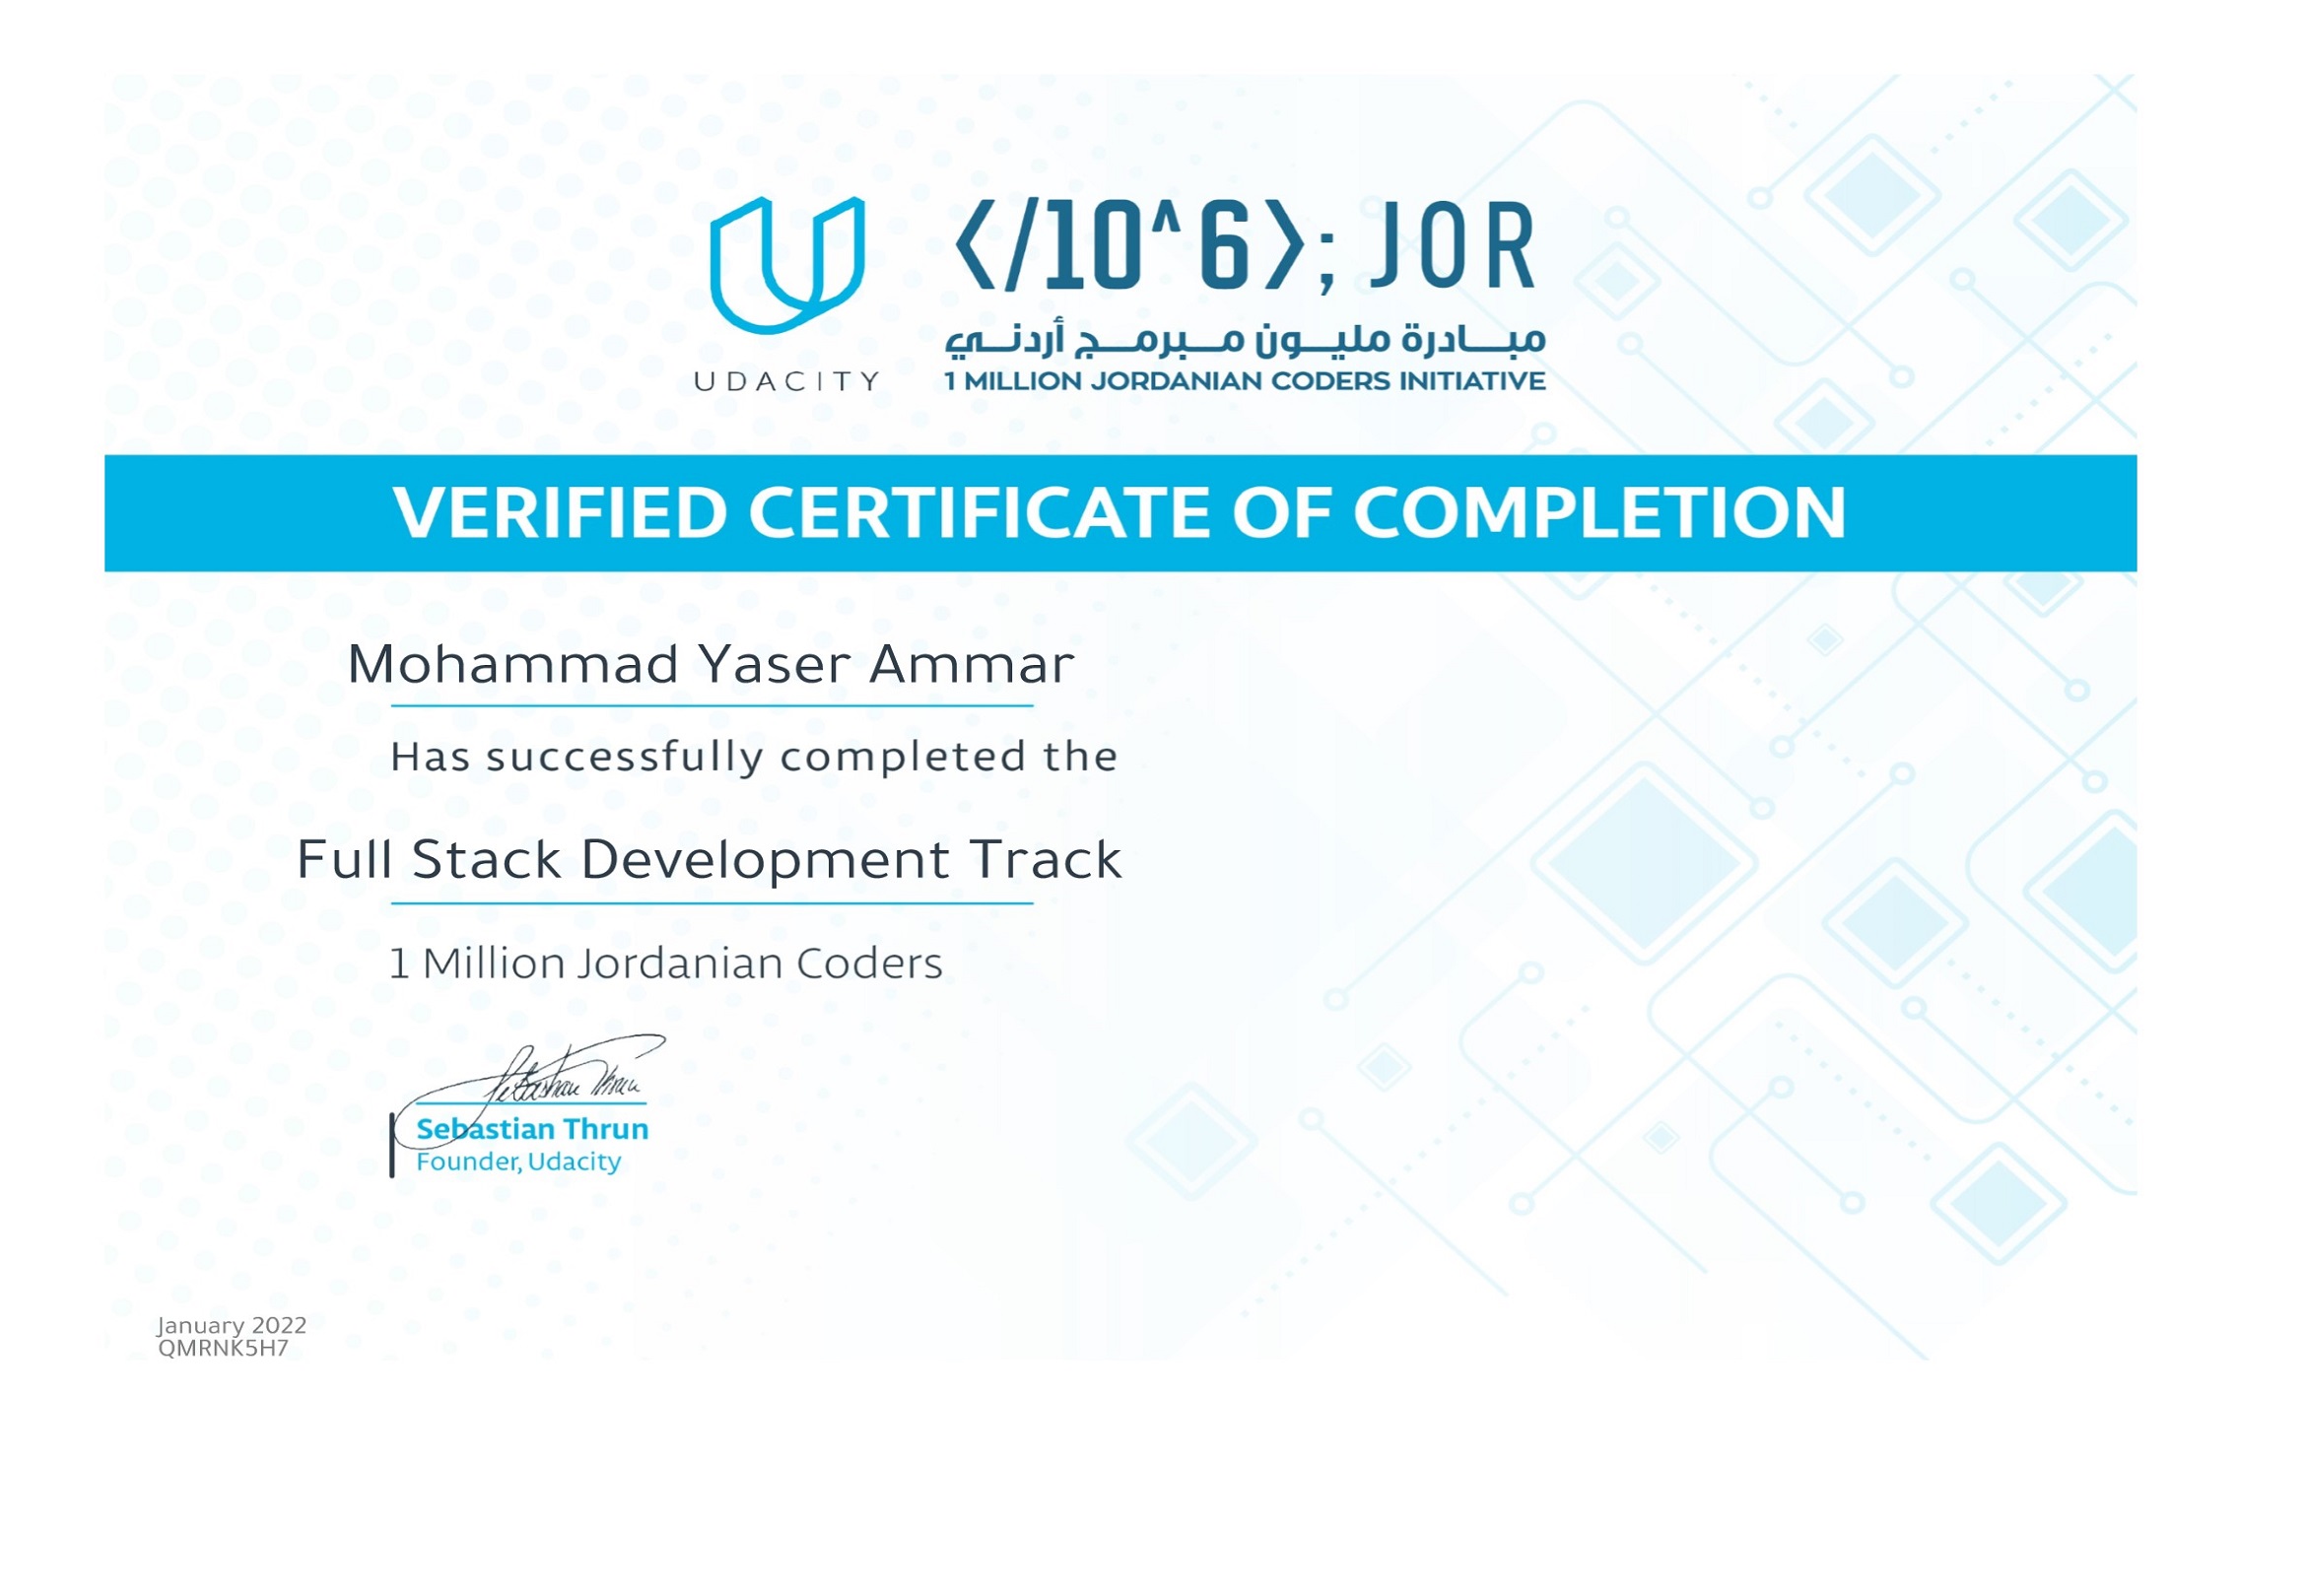 UDACITY
</10^6>; JOR
مبادرة مليون مبرمج أردني
1 MILLION JORDANIAN CODERS INITIATIVE
VERIFIED CERTIFICATE OF COMPLETION
Mohammad Yaser Ammar
Has successfully completed the
Full Stack Development Track
1 Million Jordanian Coders
Sebastian Thrun
Sebastian Thrun
Founder, Udacity
January 2022
QMRNK5H7